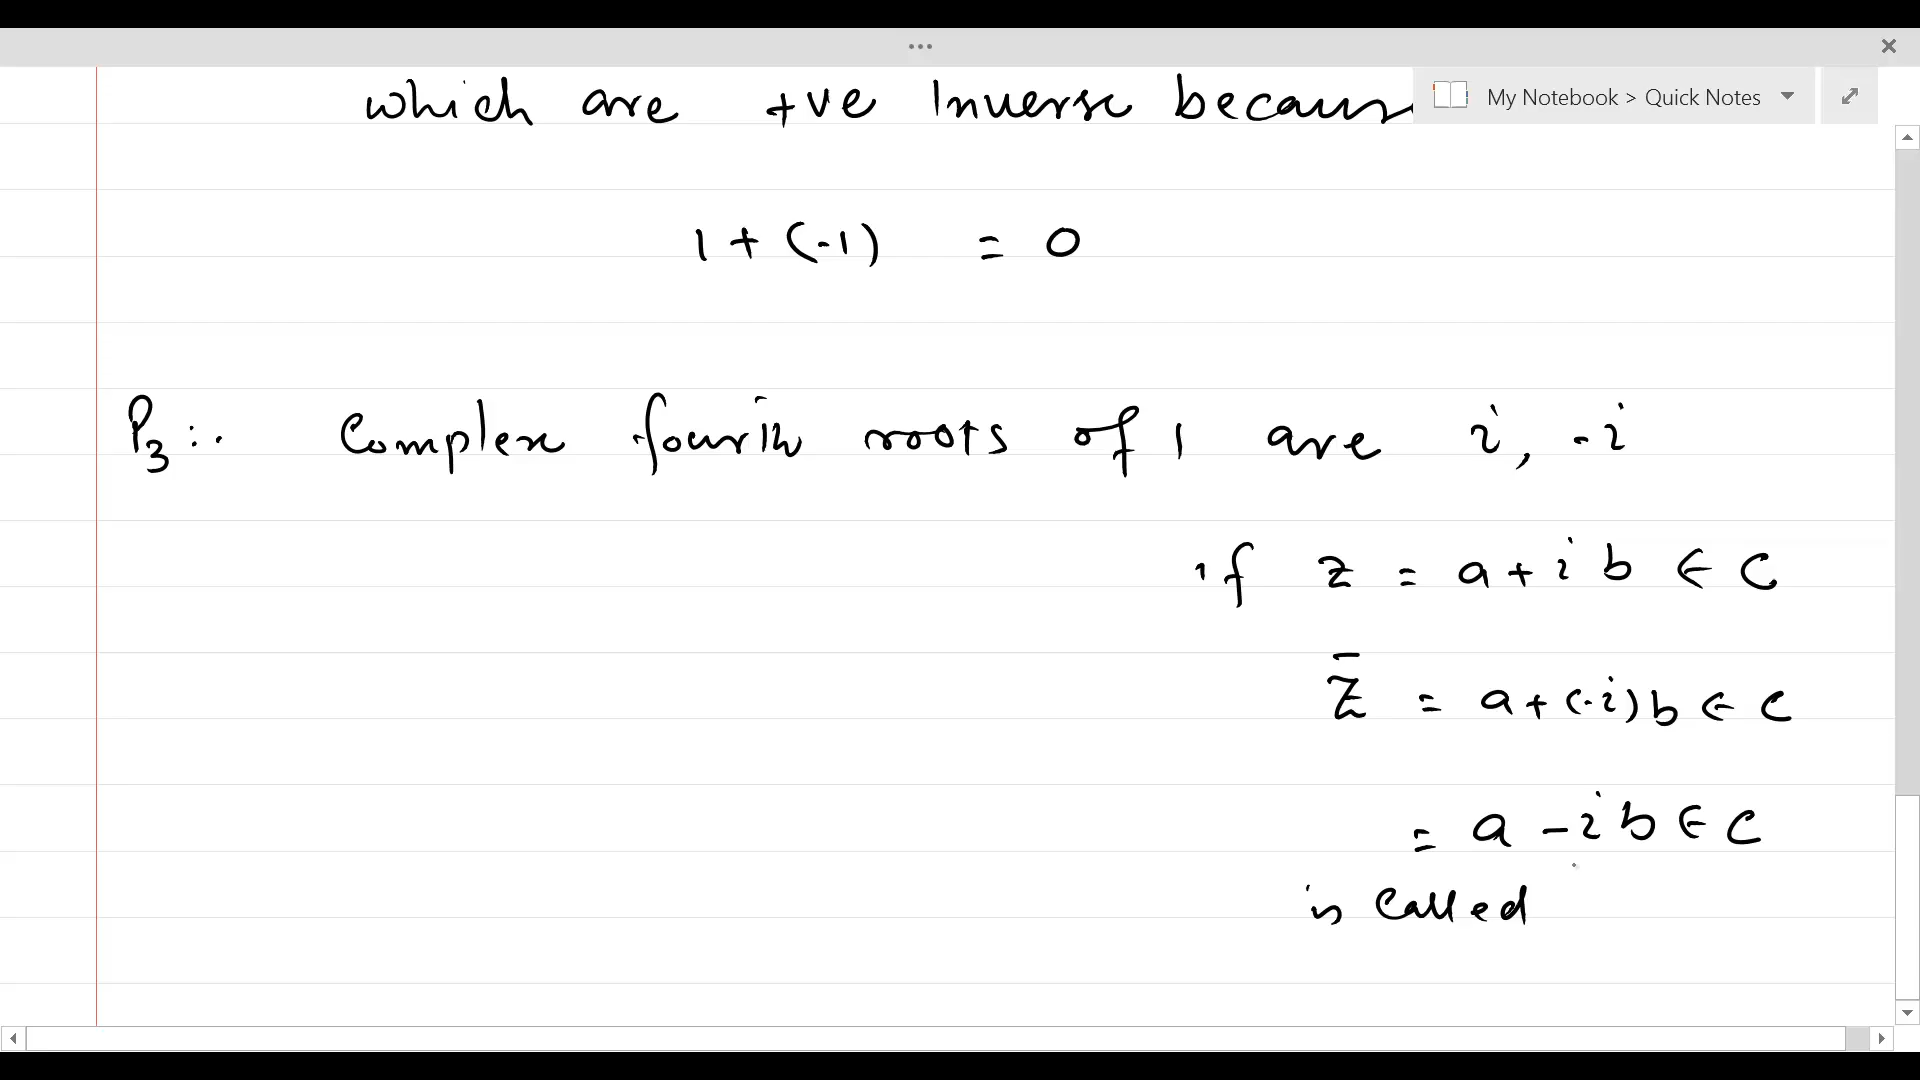 ...
which are +ve Inverse becaus
My Notebook > Quick Notes
1 + (-1) = 0
P3:. Complex fourth roots of 1 are i, -i
if z = a + i b ∈ C
z̄ = a + (-i) b ∈ C
= a - i b ∈ C
is called